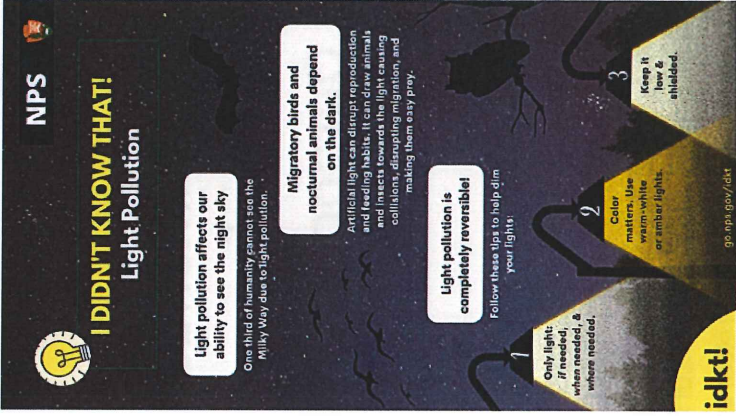 NPS
I DIDN'T KNOW THAT!
Light Pollution
Light pollution affects our
ability to see the night sky
One third of humanity cannot see the
Milky Way due to light pollution.
Migratory birds and
nocturnal animals depend
on the dark.
Artificial light can disrupt reproduction
and feeding habits. It can draw animals
and insects towards the light causing
collisions, disrupting migration, and
making them easy prey.
Light pollution is
completely reversible!
Follow these tips to help dim
your lights:
1
Only light:
if needed,
when needed, &
where needed.
2
Color
matters. Use
warm-white
or amber lights.
3
Keep it
low &
shielded.
idkt!
go.nps.gov/idkt